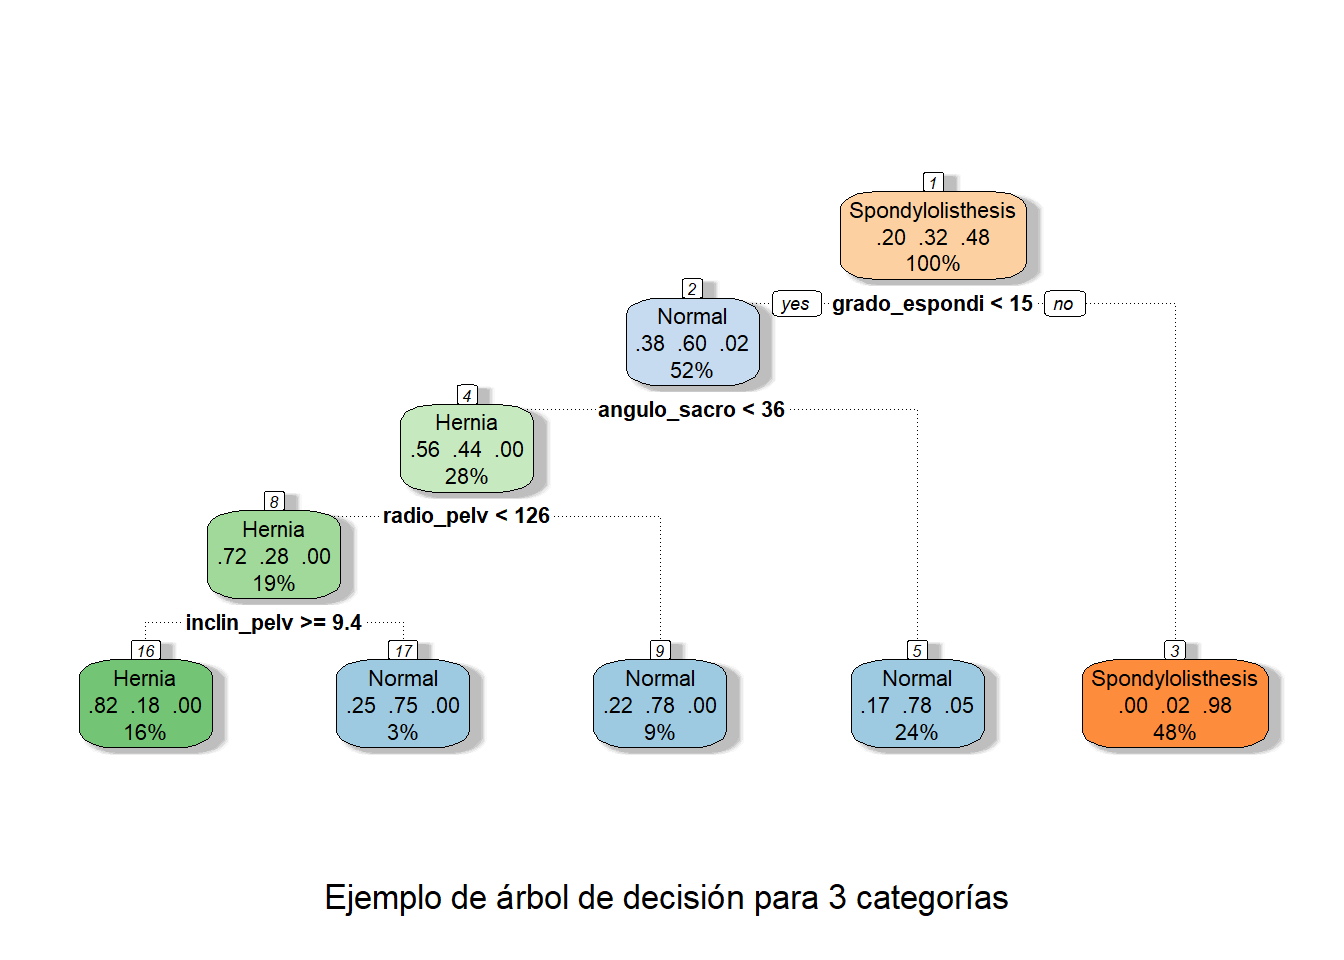 1
Spondylolisthesis
.20 .32 .48
100%
yes grado_espondi < 15 no
2
Normal
.38 .60 .02
52%
angulo_sacro < 36
4
Hernia
.56 .44 .00
28%
radio_pelv < 126
8
Hernia
.72 .28 .00
19%
inclin_pelv >= 9.4
16
Hernia
.82 .18 .00
16%
17
Normal
.25 .75 .00
3%
9
Normal
.22 .78 .00
9%
5
Normal
.17 .78 .05
24%
3
Spondylolisthesis
.00 .02 .98
48%
Ejemplo de árbol de decisión para 3 categorías